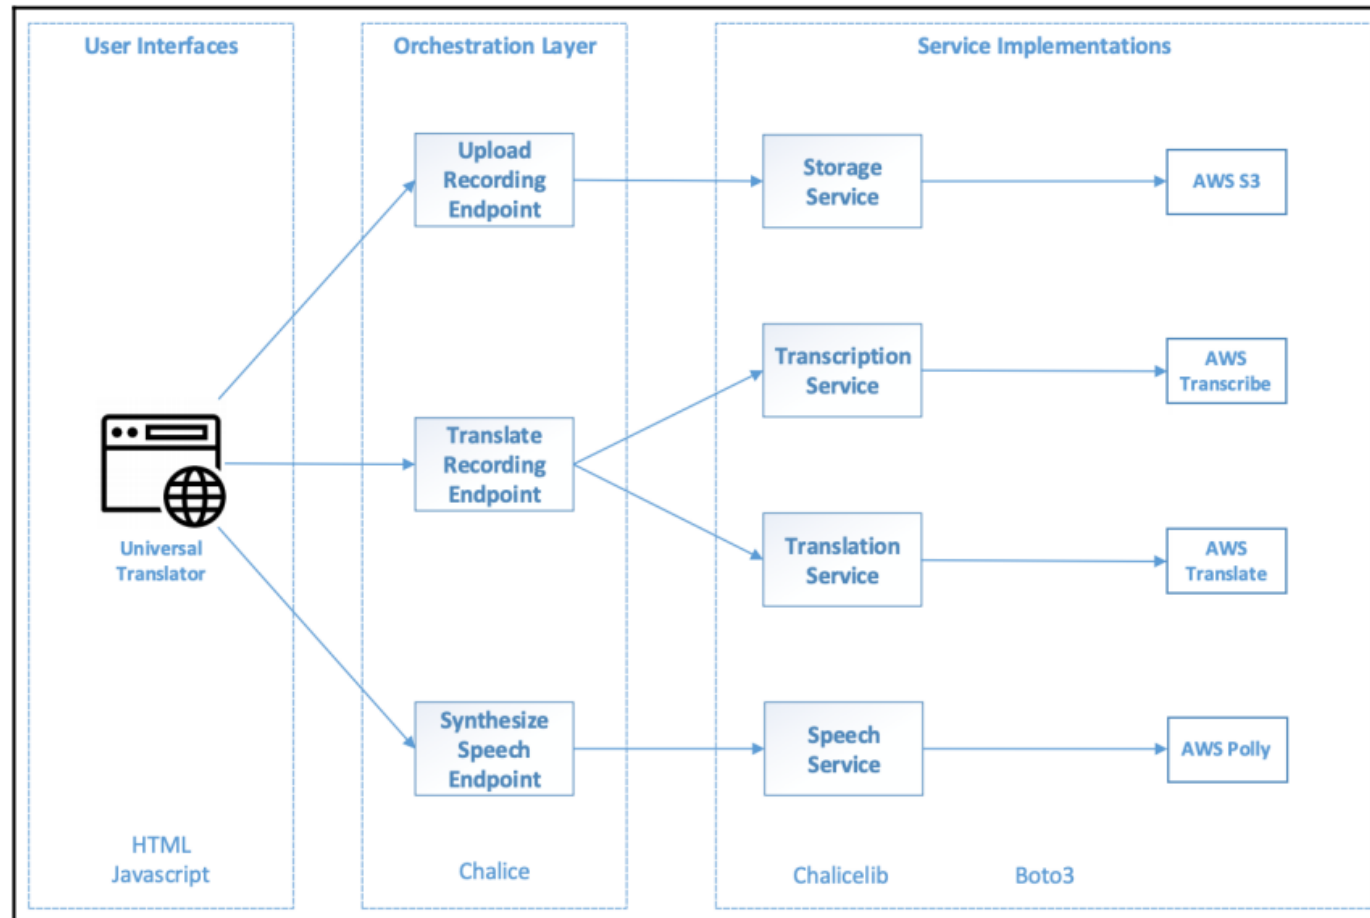 User Interfaces
Orchestration Layer
Service Implementations
Upload
Recording
Endpoint
Storage
Service
AWS S3
Transcription
Service
AWS
Transcribe
Translate
Recording
Endpoint
Universal
Translator
Translation
Service
AWS
Translate
Synthesize
Speech
Endpoint
Speech
Service
AWS Polly
HTML
Javascript
Chalice
Chalicelib
Boto3